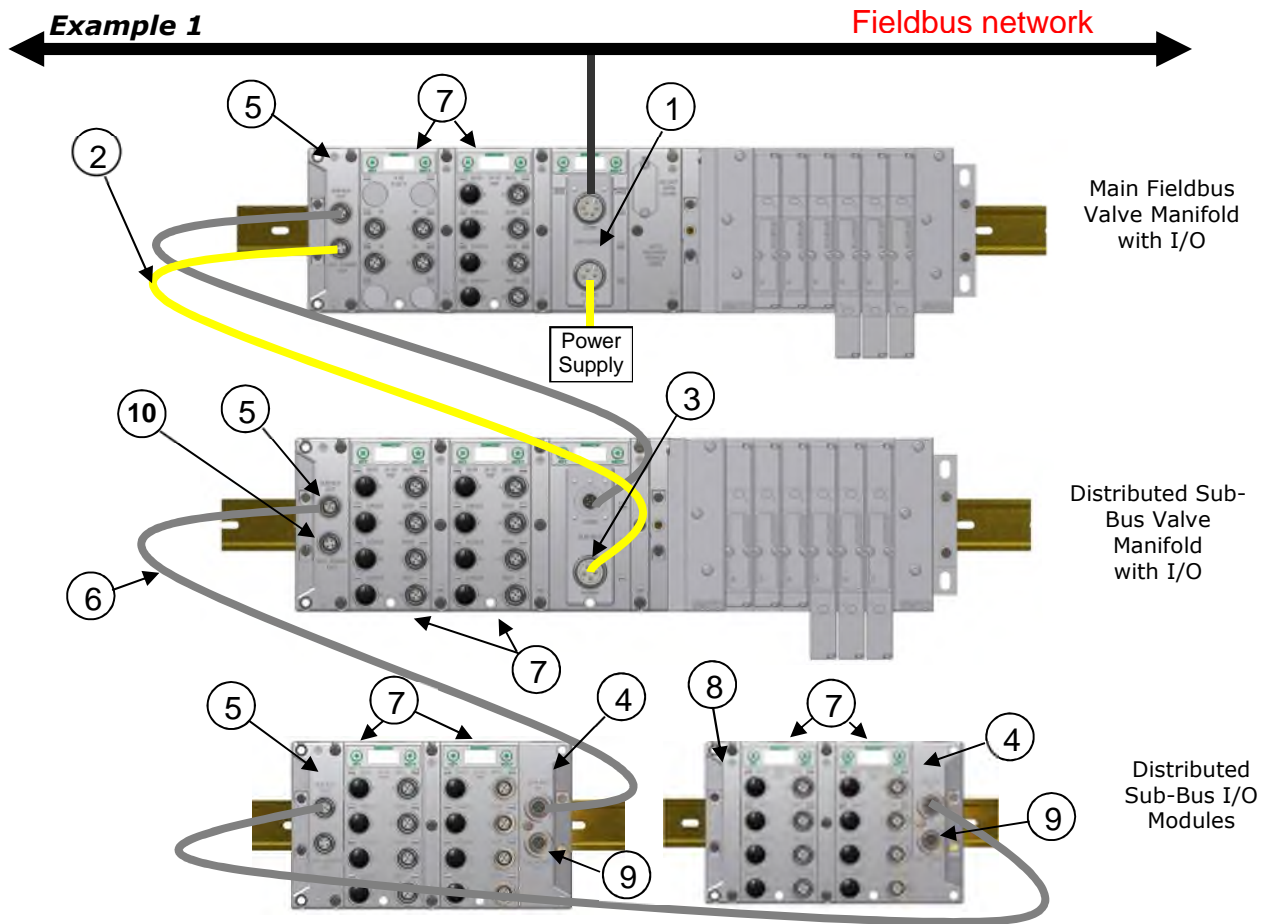 Example 1
Fieldbus network
5
7
1
2
Main Fieldbus
Valve Manifold
with I/O
Power
Supply
10
5
3
Distributed Sub-
Bus Valve
Manifold
with I/O
6
7
5
7
4
8
7
4
Distributed
Sub-Bus I/O
Modules
9
9